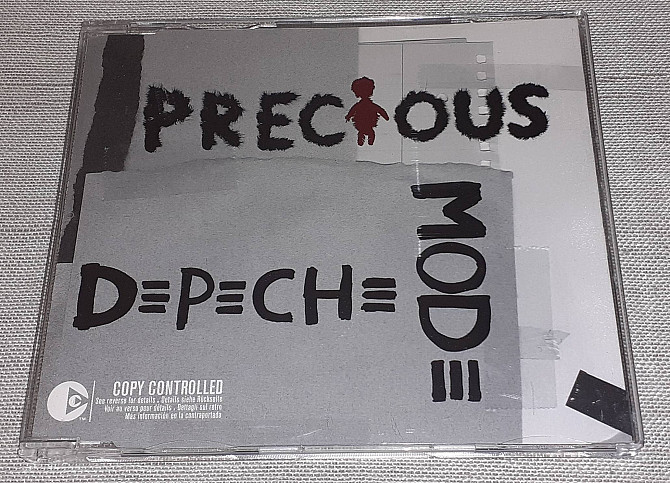 PRECIOUS
DEPECHE
MODE
COPY CONTROLLED
See reverse for details . Details siehe Rückseite
Voir au verso pour détails . Dettagli sul retro
Más información en la contraportada